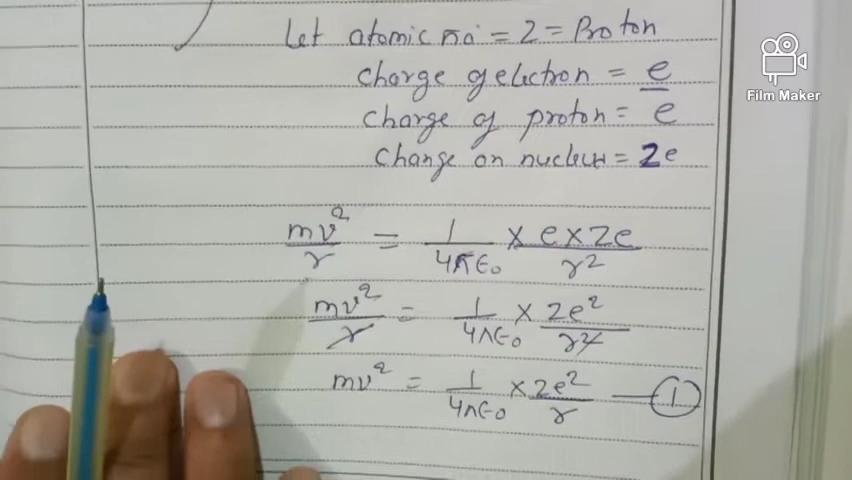 Let atomic no = Z = Proton
Film Maker
charge of electron = e
charge of proton = e
Charge on nucleus = Ze
mv²/r = 1/4πε₀ × e×Ze/r²
mv²/r = 1/4πε₀ × Ze²/r²
mv² = 1/4πε₀ × Ze²/r — ①